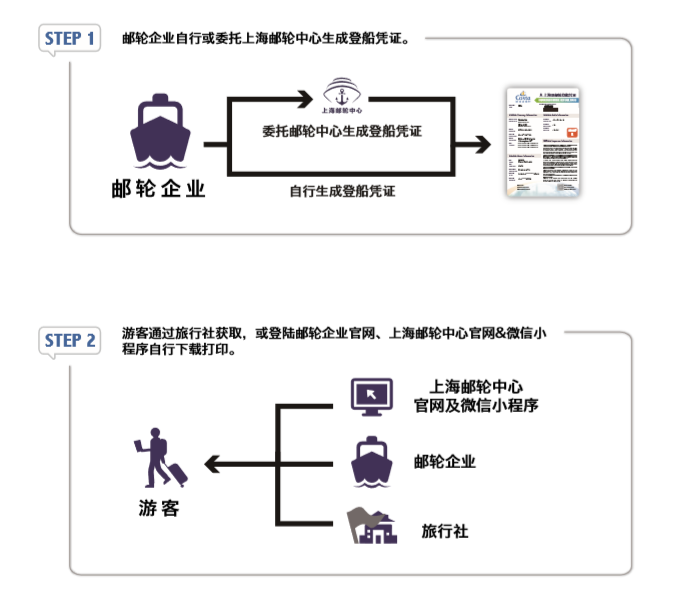 STEP 1
邮轮企业自行或委托上海邮轮中心生成登船凭证。
上海邮轮中心
委托邮轮中心生成登船凭证
自行生成登船凭证
邮轮企业
STEP 2
游客通过旅行社获取，或登陆邮轮企业官网、上海邮轮中心官网&微信小
程序自行下载打印。
上海邮轮中心
官网及微信小程序
邮轮企业
游客
旅行社